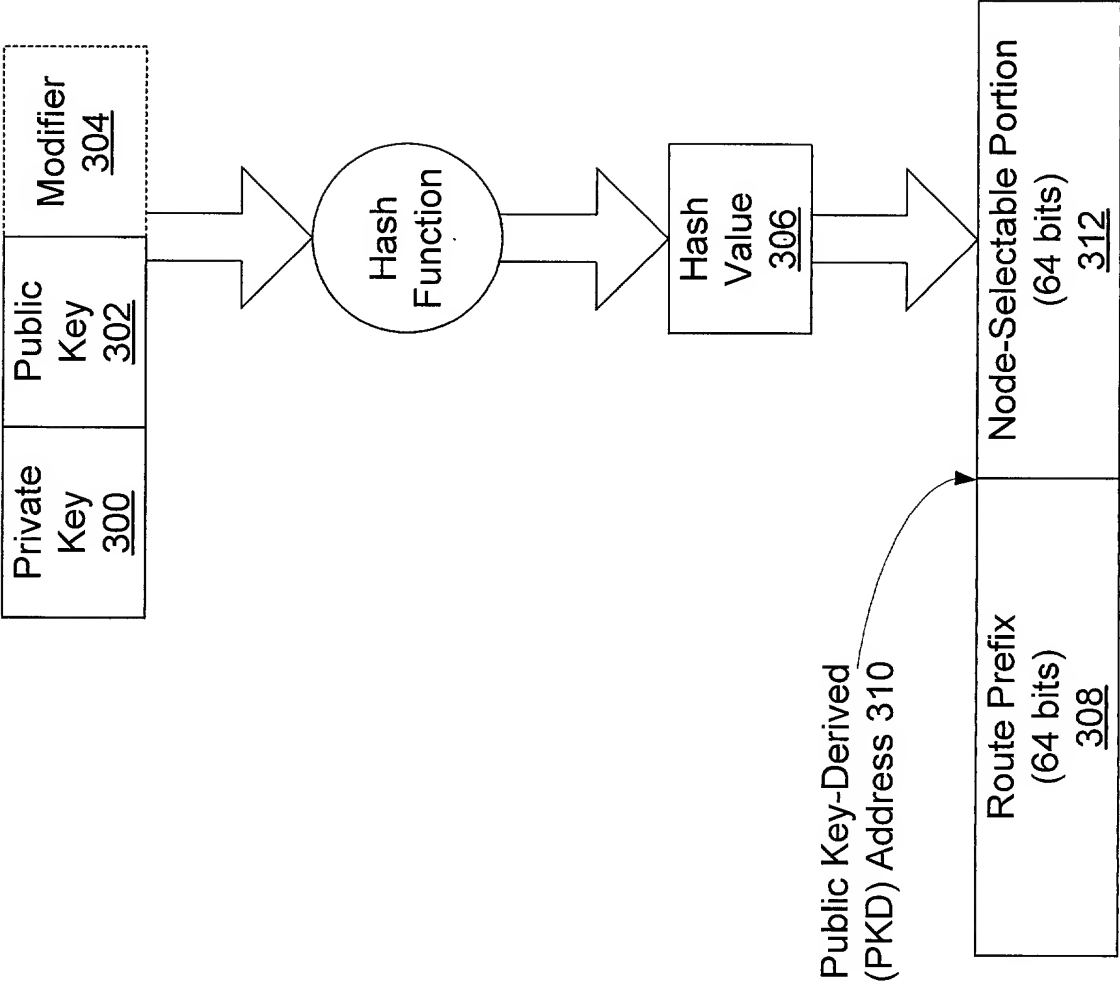 Private
Key
300
Public
Key
302
Modifier
304
Hash
Function
Hash
Value
306
Public Key-Derived
(PKD) Address 310
Route Prefix
(64 bits)
308
Node-Selectable Portion
(64 bits)
312